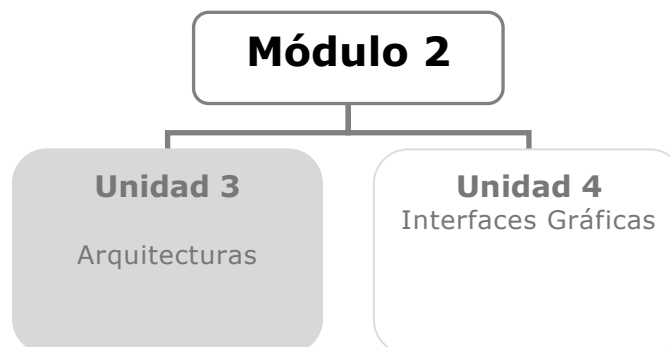 Módulo 2
Unidad 3
Arquitecturas
Unidad 4
Interfaces Gráficas